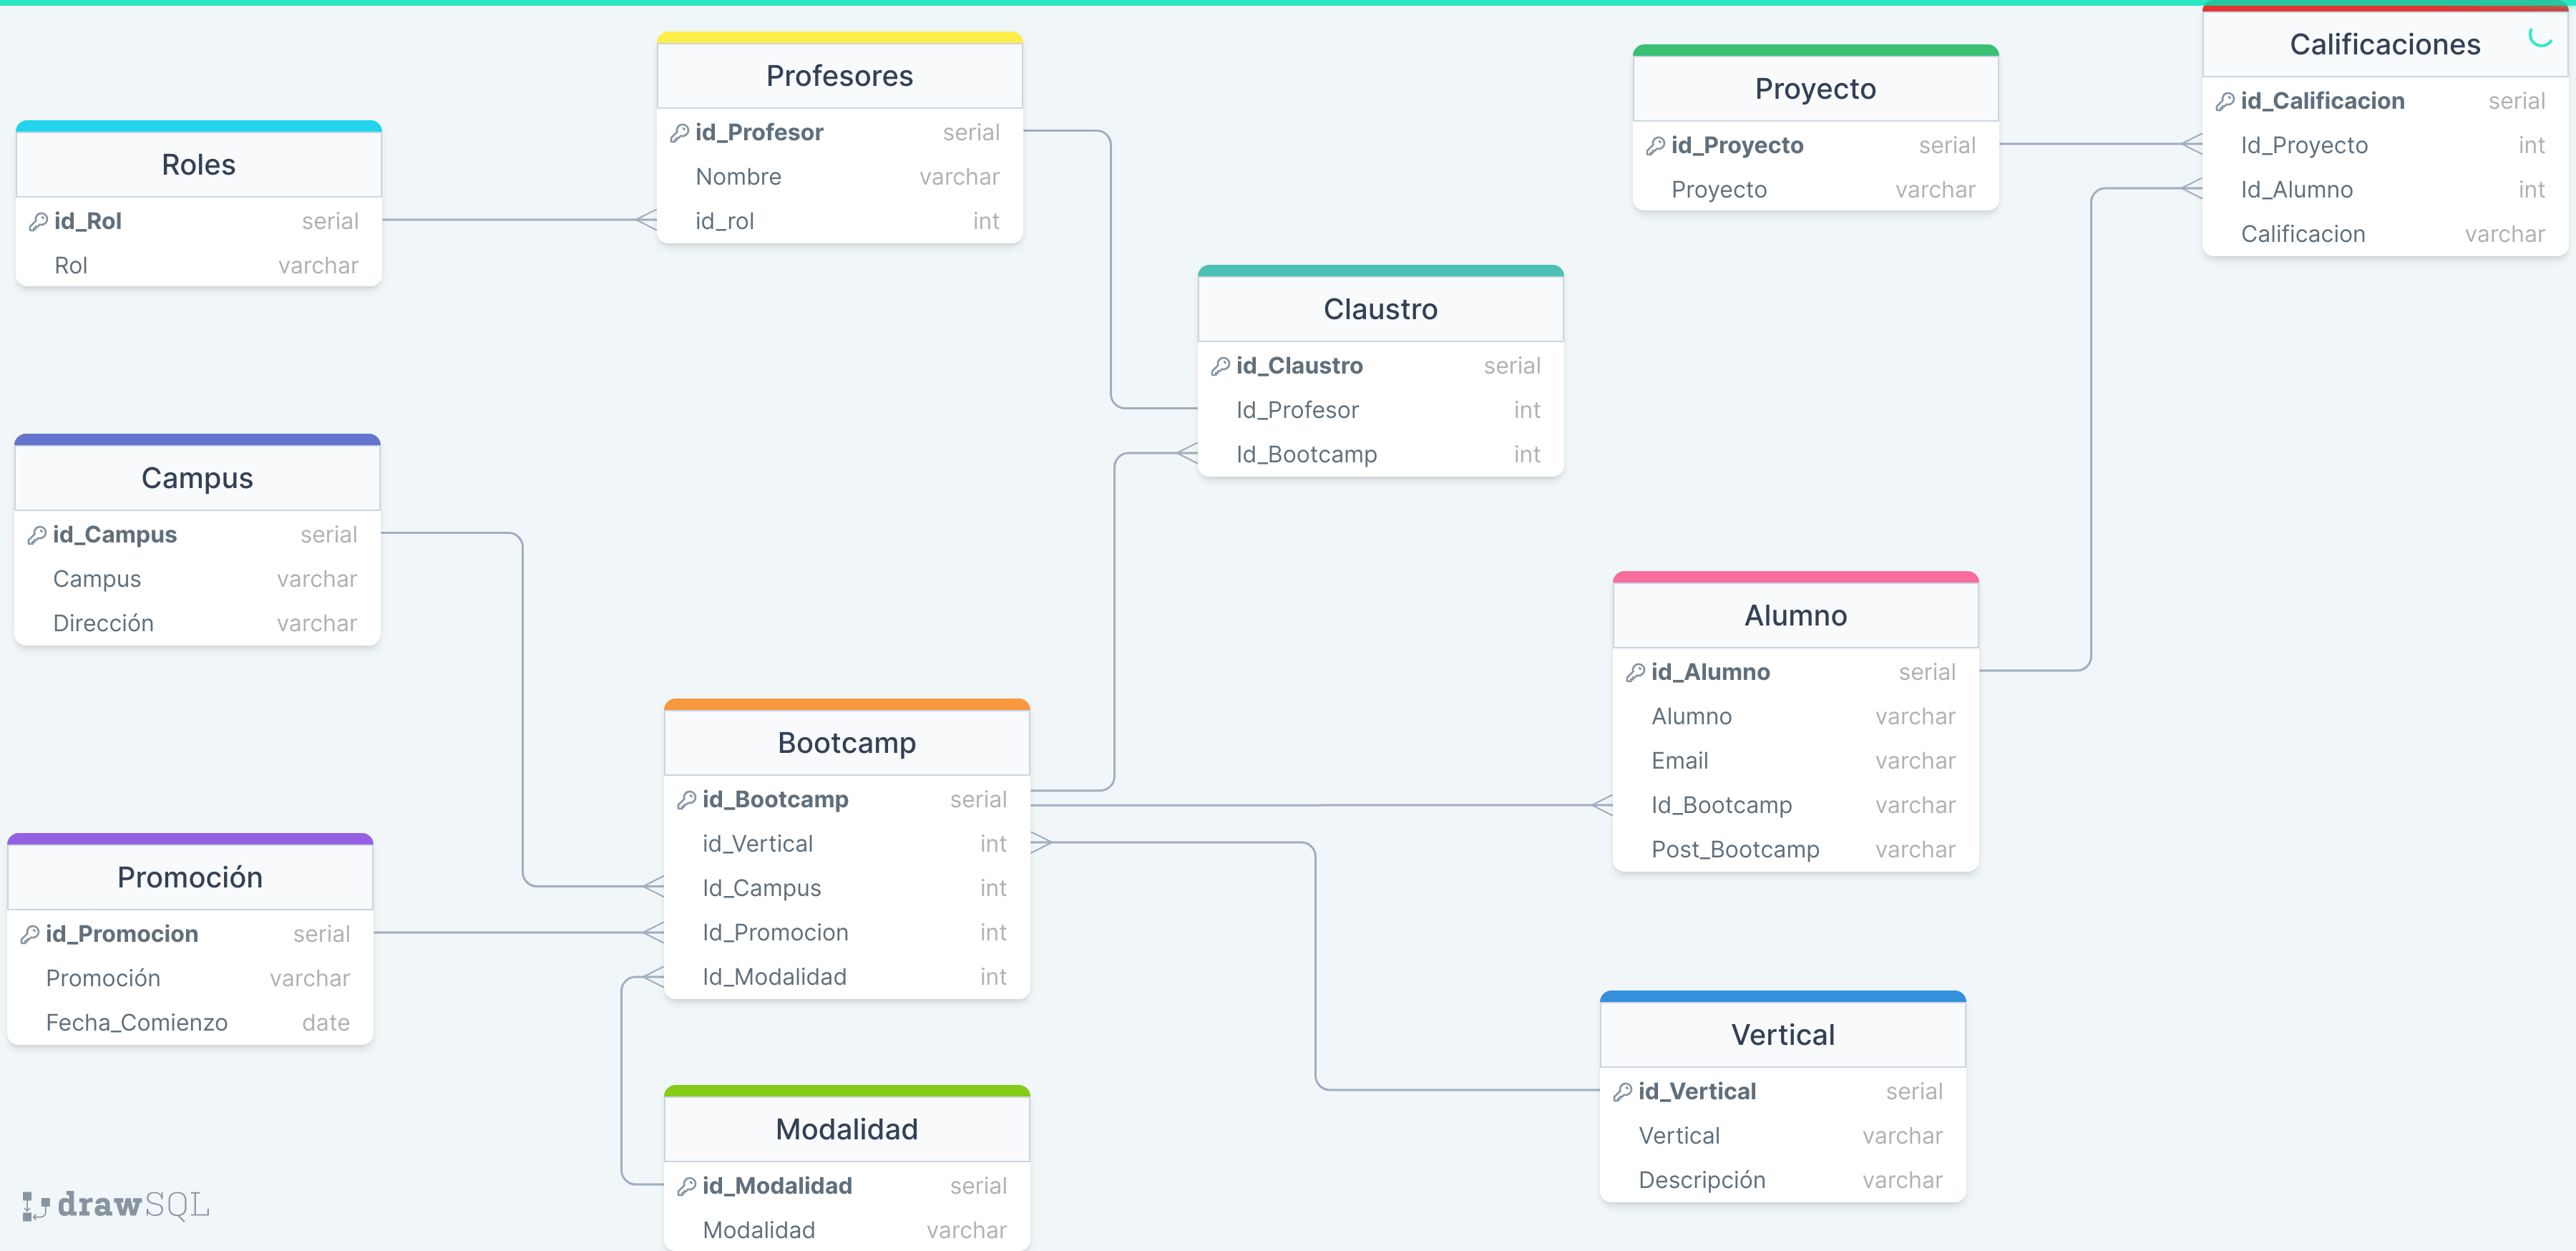 Roles
id_Rol serial
Rol varchar
Profesores
id_Profesor serial
Nombre varchar
id_rol int
Proyecto
id_Proyecto serial
Proyecto varchar
Calificaciones
id_Calificacion serial
Id_Proyecto int
Id_Alumno int
Calificacion varchar
Claustro
id_Claustro serial
Id_Profesor int
Id_Bootcamp int
Campus
id_Campus serial
Campus varchar
Dirección varchar
Alumno
id_Alumno serial
Alumno varchar
Email varchar
Id_Bootcamp varchar
Post_Bootcamp varchar
Bootcamp
id_Bootcamp serial
id_Vertical int
Id_Campus int
Id_Promocion int
Id_Modalidad int
Promoción
id_Promocion serial
Promoción varchar
Fecha_Comienzo date
Vertical
id_Vertical serial
Vertical varchar
Descripción varchar
Modalidad
id_Modalidad serial
Modalidad varchar
drawSQL